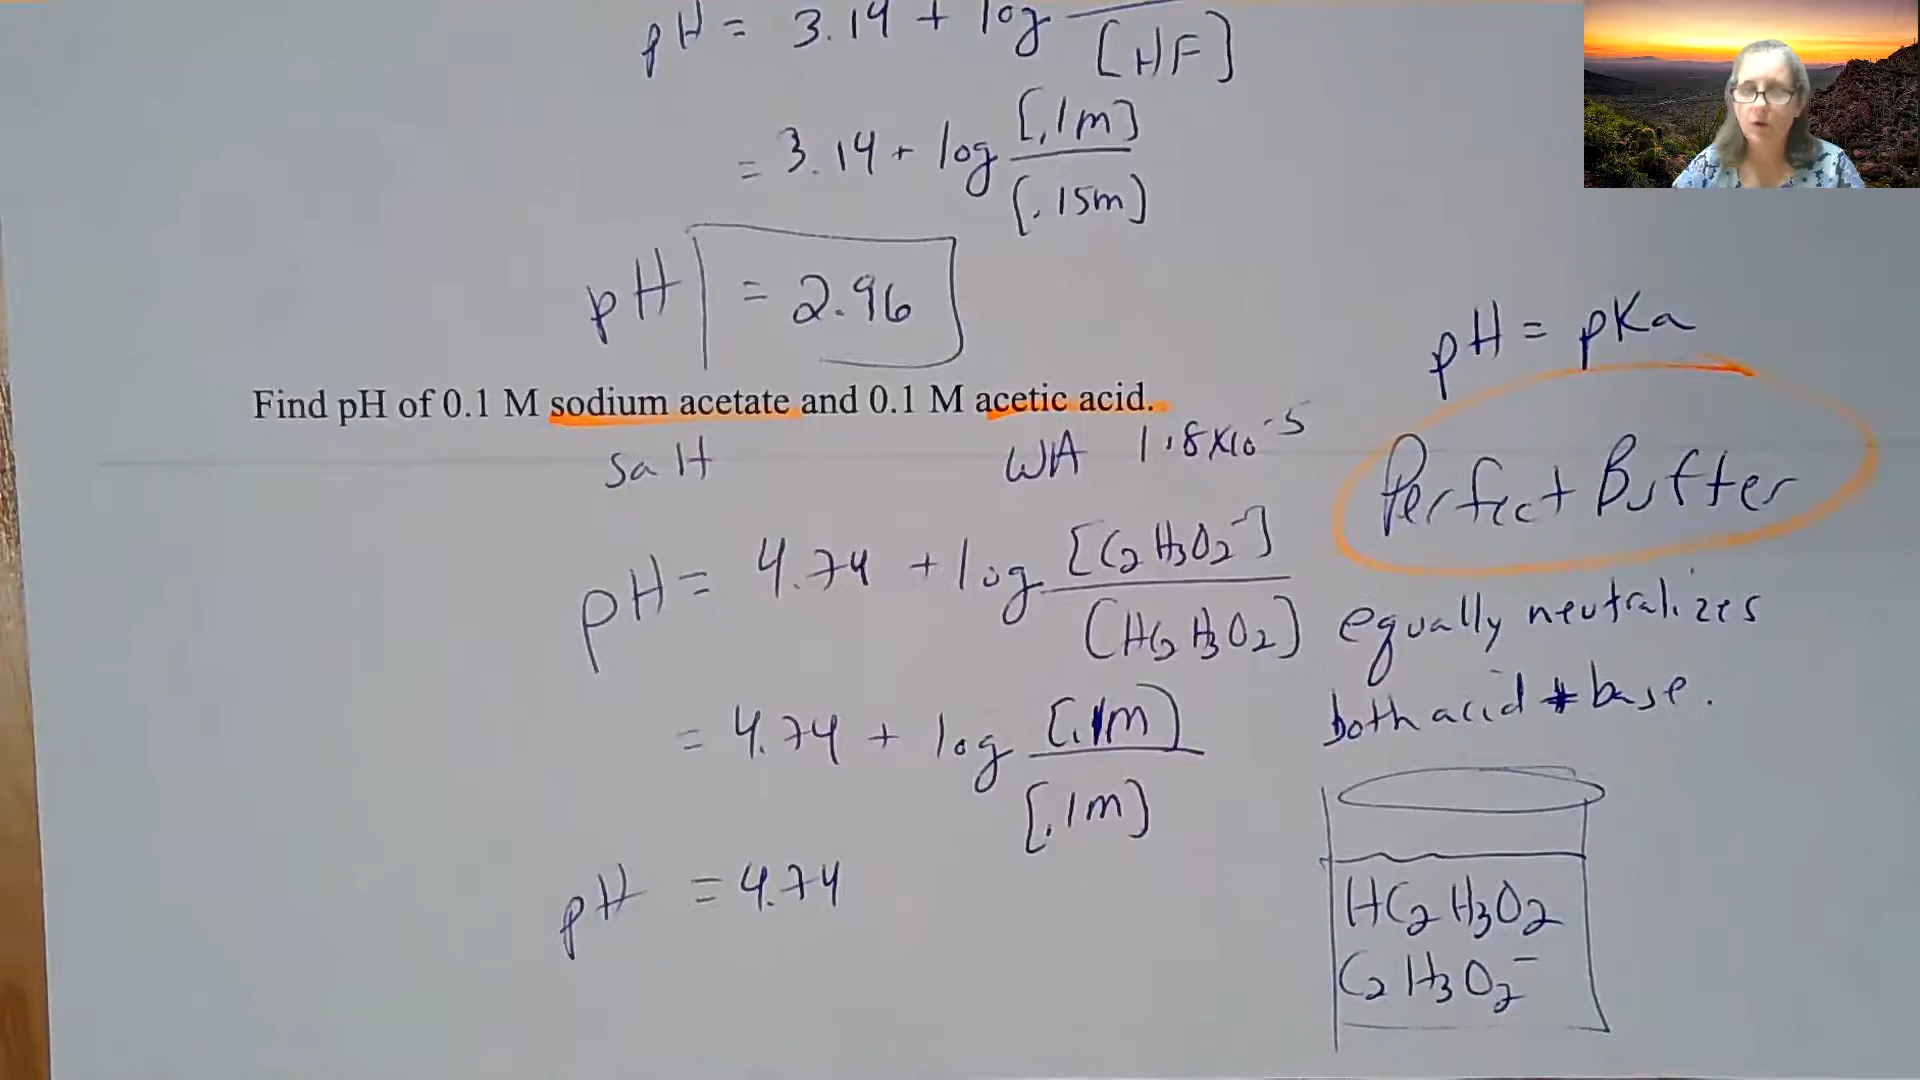 pH = 3.14 + log
[HF]
= 3.14 + log [.1m]
[.15m]
pH = 2.96
pH = pKa
Find pH of 0.1 M sodium acetate and 0.1 M acetic acid.
Salt WA 1.8x10⁻⁵
Perfect Buffer
pH = 4.74 + log [C₂H₃O₂⁻]
(HC₂H₃O₂)
equally neutralizes
both acid & base.
= 4.74 + log [.1m)
[.1m]
pH = 4.74
HC₂H₃O₂
C₂H₃O₂⁻